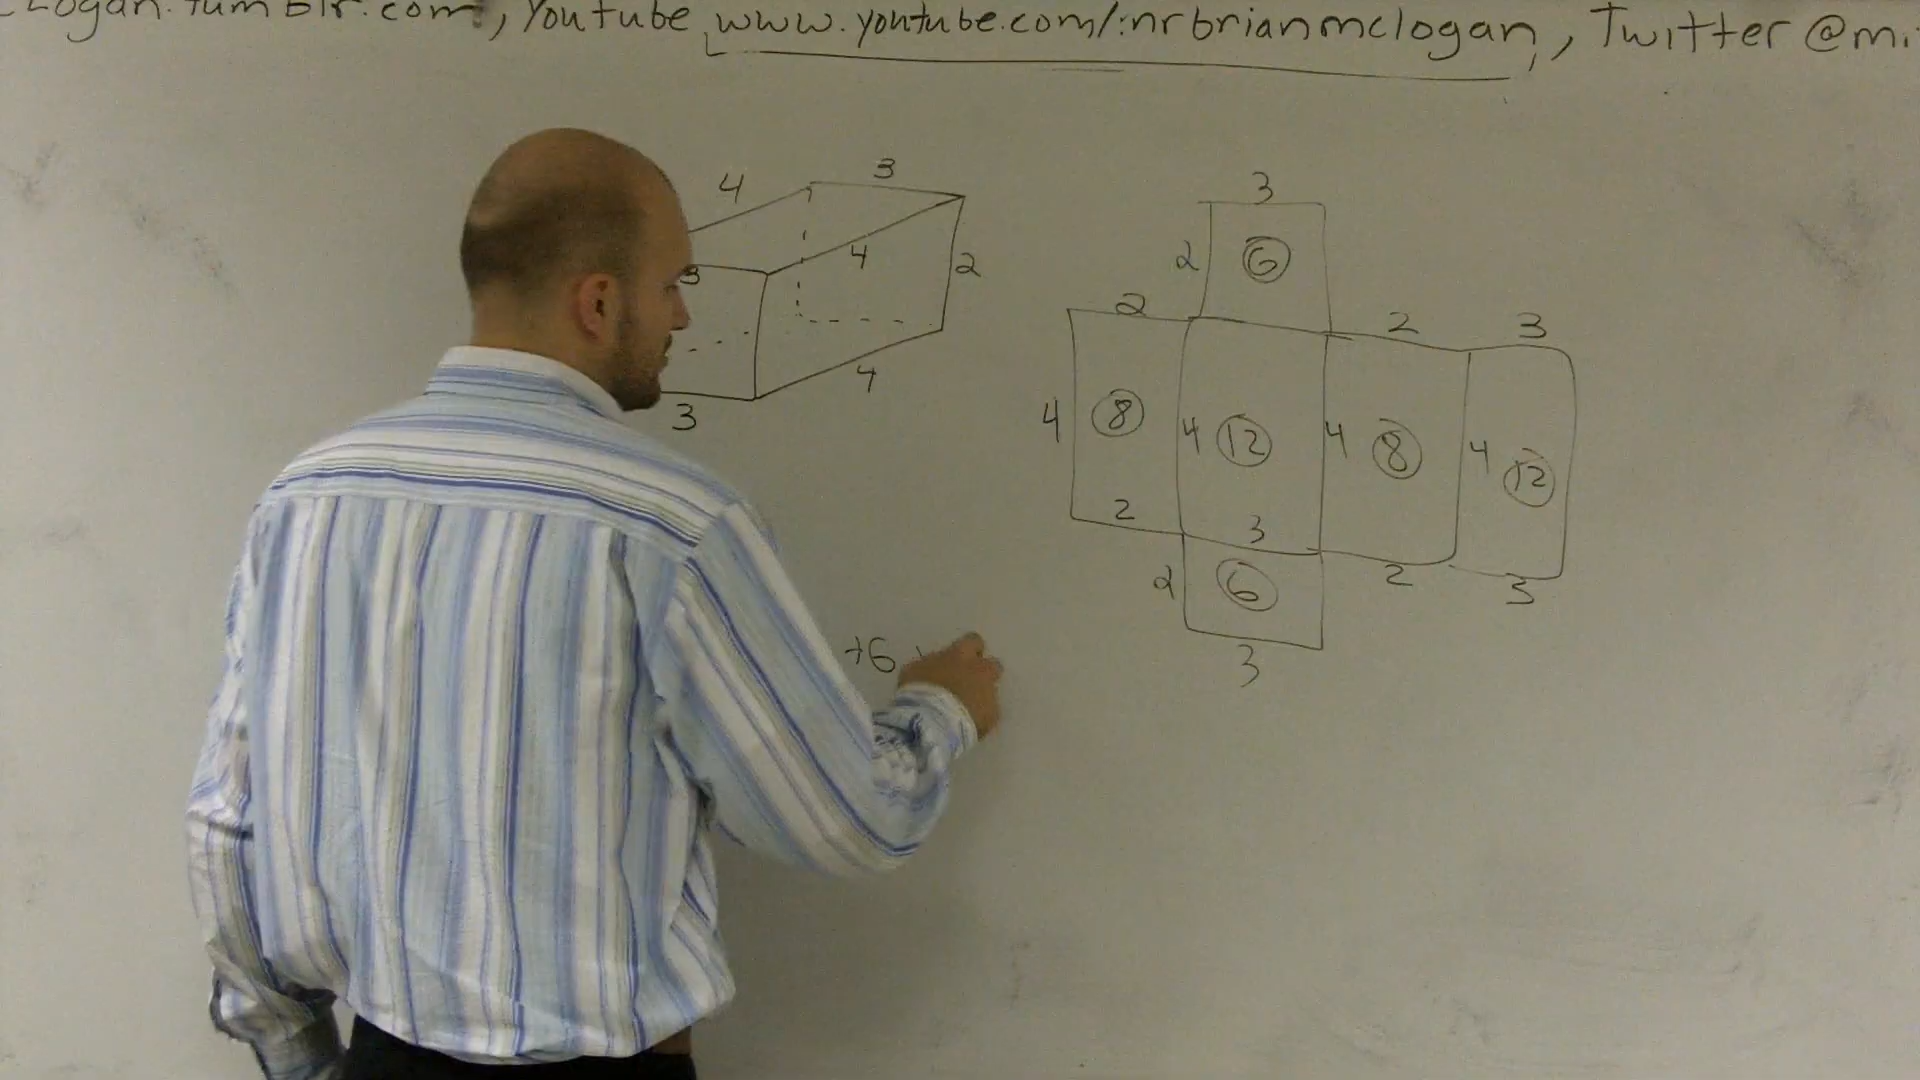 Logan.tumblr.com, Youtube www.youtube.com/mrbrianmclogan, Twitter @mi
4 3
3 4 2
3 4
3
2 6
2 2 3
4 8 4 12 4 8 4 12
2 3 2 3
2 6
3
+6 +